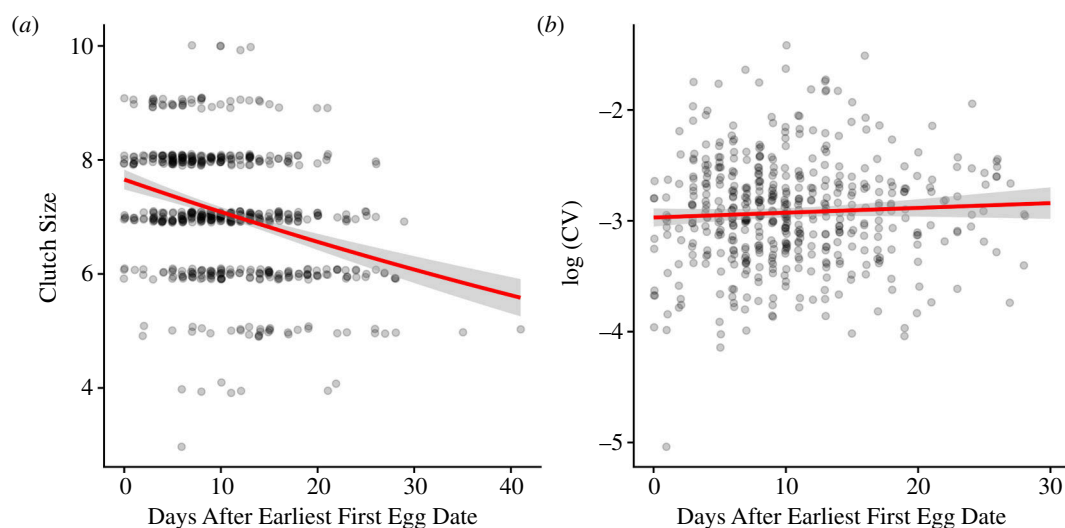 (a)
10
8
6
4
Clutch Size
0 10 20 30 40
Days After Earliest First Egg Date
(b)
−2
−3
−4
−5
log (CV)
0 10 20 30
Days After Earliest First Egg Date